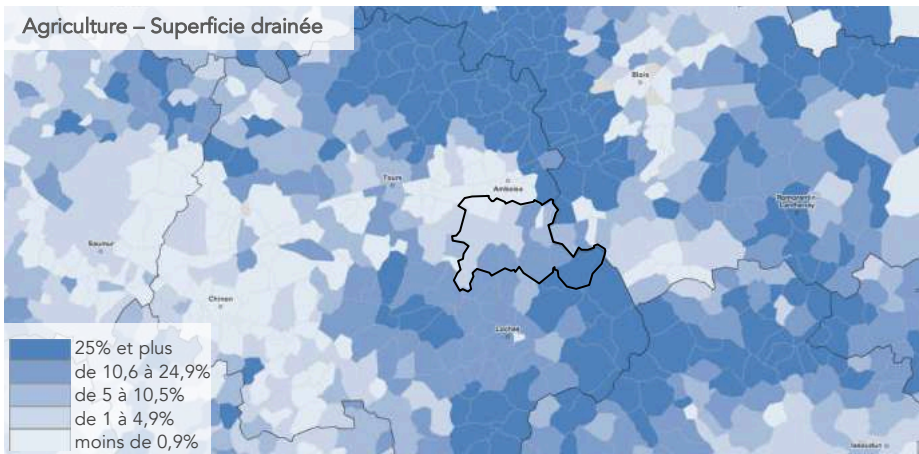 Agriculture – Superficie drainée
Blois
Tours
Amboise
Romorantin
Lanthenay
Saumur
Chinon
Loches
25% et plus
de 10,6 à 24,9%
de 5 à 10,5%
de 1 à 4,9%
moins de 0,9%
Issoudun